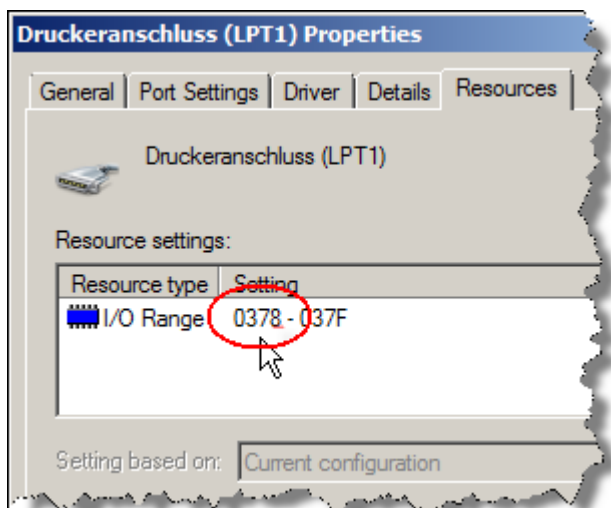 Druckeranschluss (LPT1) Properties
General Port Settings Driver Details Resources
Druckeranschluss (LPT1)
Resource settings:
Resource type Setting
I/O Range 0378 - 037F
Setting based on: Current configuration